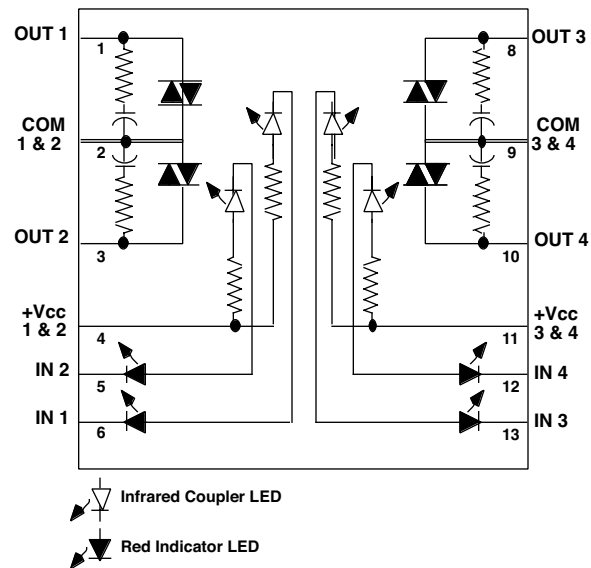 OUT 1
1
COM
1 & 2
2
OUT 2
3
+Vcc
1 & 2
4
IN 2
5
IN 1
6
OUT 3
8
COM
3 & 4
9
OUT 4
10
+Vcc
3 & 4
11
IN 4
12
IN 3
13
Infrared Coupler LED
Red Indicator LED